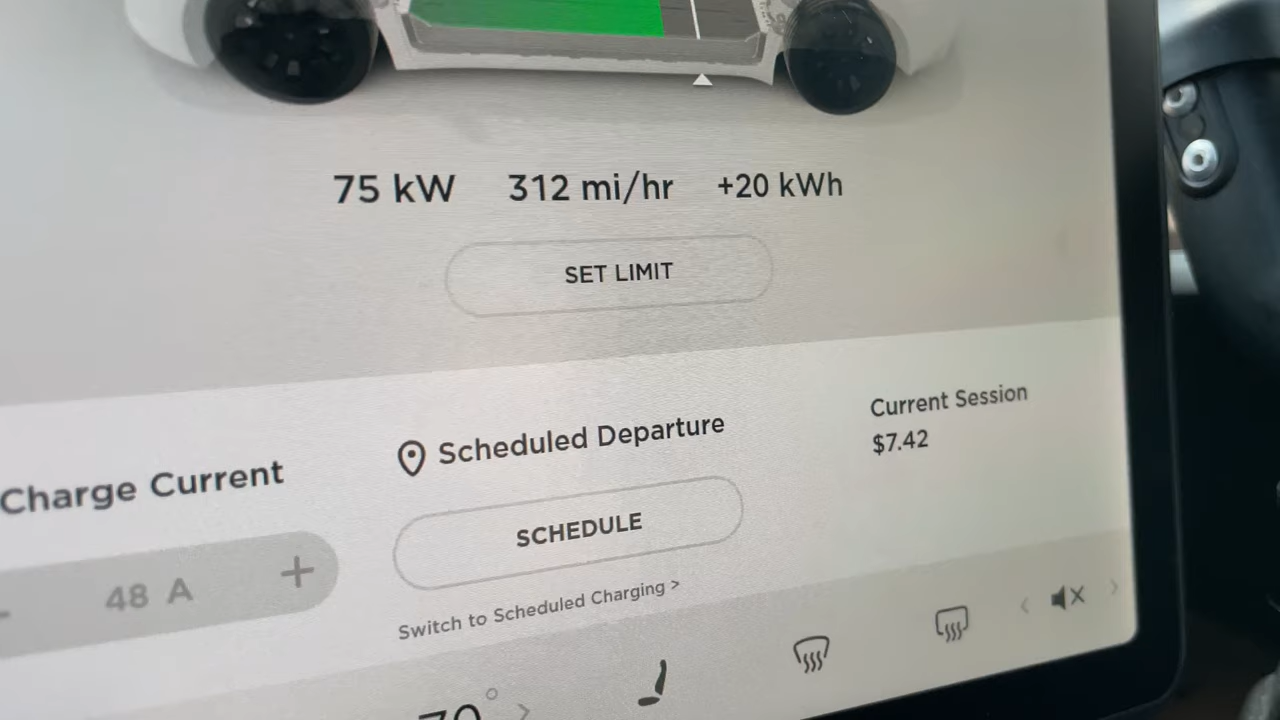 75 kW 312 mi/hr +20 kWh
SET LIMIT
Current Session
$7.42
Scheduled Departure
Charge Current
SCHEDULE
48 A
Switch to Scheduled Charging >
70°